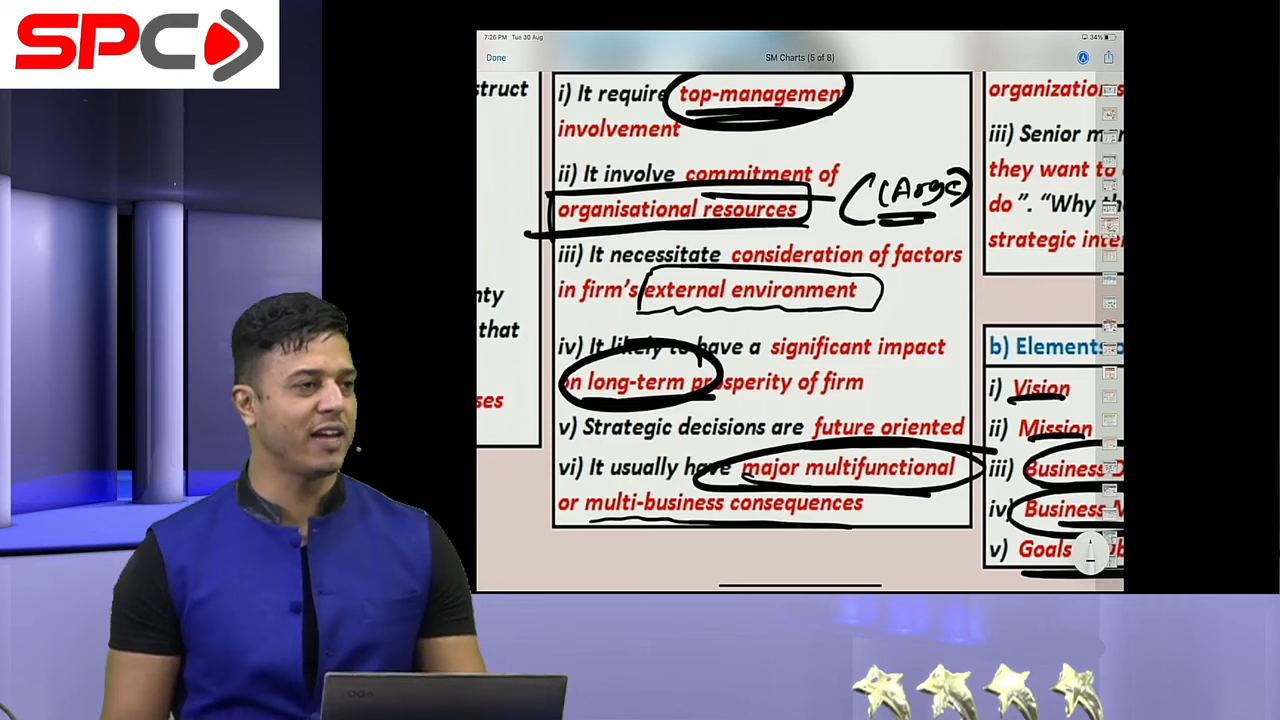 SPC
7:26 PM Tue 30 Aug
34%
Done
SM Charts (5 of 8)
struct
nty
that
ses
i) It require top-management
involvement
ii) It involve commitment of
organisational resources
(Large)
iii) It necessitate consideration of factors
in firm's external environment
iv) It likely to have a significant impact
on long-term prosperity of firm
v) Strategic decisions are future oriented
vi) It usually have major multifunctional
or multi-business consequences
organizations
iii) Senior
they want to
do ”. “Why
strategic
b) Elements
i) Vision
ii) Mission
iii) Business
iv) Business
v) Goals